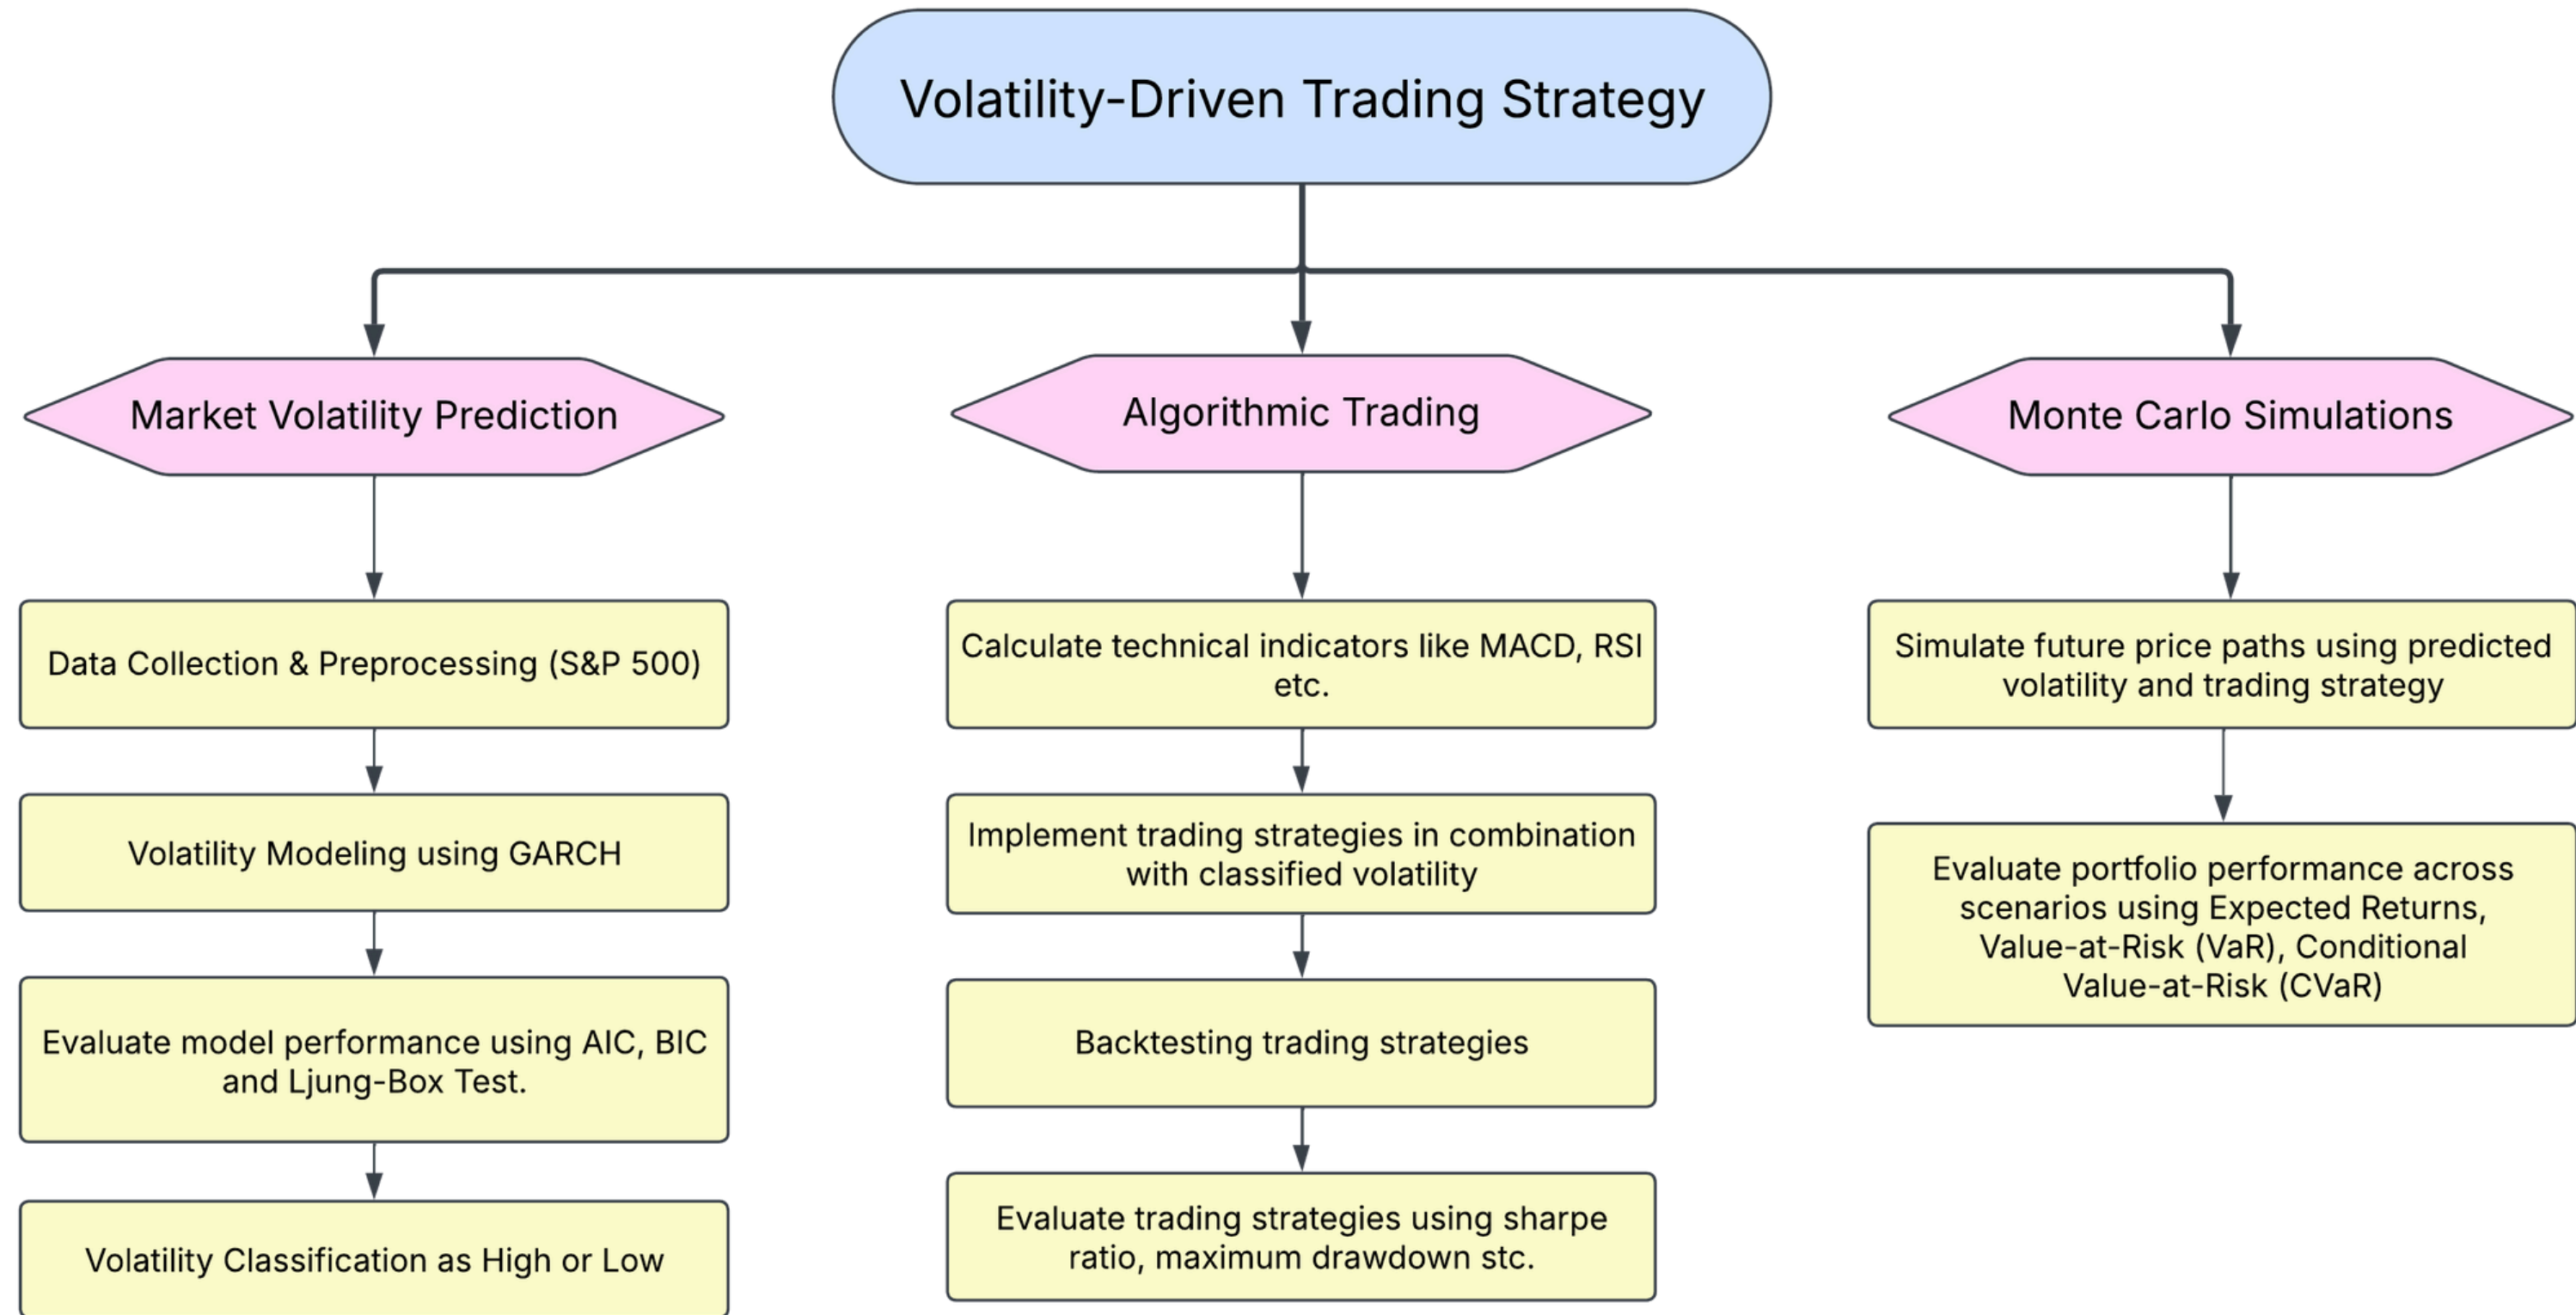 Volatility-Driven Trading Strategy
Market Volatility Prediction
Algorithmic Trading
Monte Carlo Simulations
Data Collection & Preprocessing (S&P 500)
Volatility Modeling using GARCH
Evaluate model performance using AIC, BIC
and Ljung-Box Test.
Volatility Classification as High or Low
Calculate technical indicators like MACD, RSI
etc.
Implement trading strategies in combination
with classified volatility
Backtesting trading strategies
Evaluate trading strategies using sharpe
ratio, maximum drawdown stc.
Simulate future price paths using predicted
volatility and trading strategy
Evaluate portfolio performance across
scenarios using Expected Returns,
Value-at-Risk (VaR), Conditional
Value-at-Risk (CVaR)